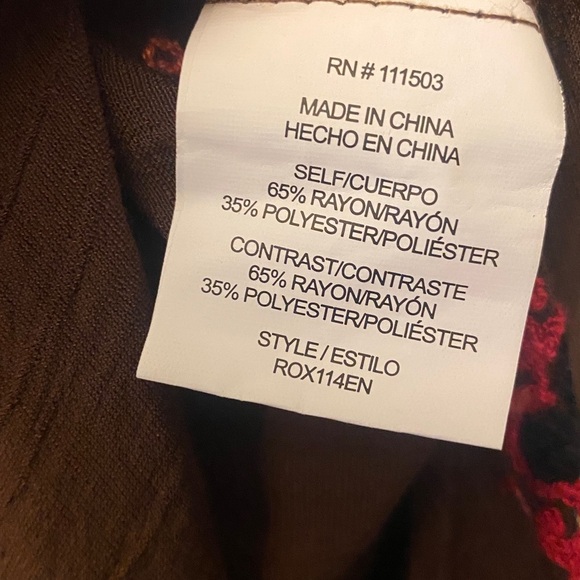 RN # 111503
MADE IN CHINA
HECHO EN CHINA
SELF/CUERPO
65% RAYON/RAYÓN
35% POLYESTER/POLIÉSTER
CONTRAST/CONTRASTE
65% RAYON/RAYÓN
35% POLYESTER/POLIÉSTER
STYLE / ESTILO
ROX114EN